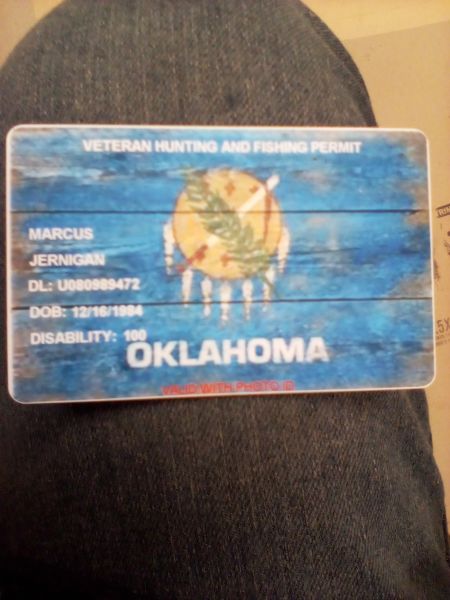 VETERAN HUNTING AND FISHING PERMIT
MARCUS
JERNIGAN
DL: U080989472
DOB: 12/16/1984
DISABILITY: 100
OKLAHOMA
VALID WITH PHOTO ID